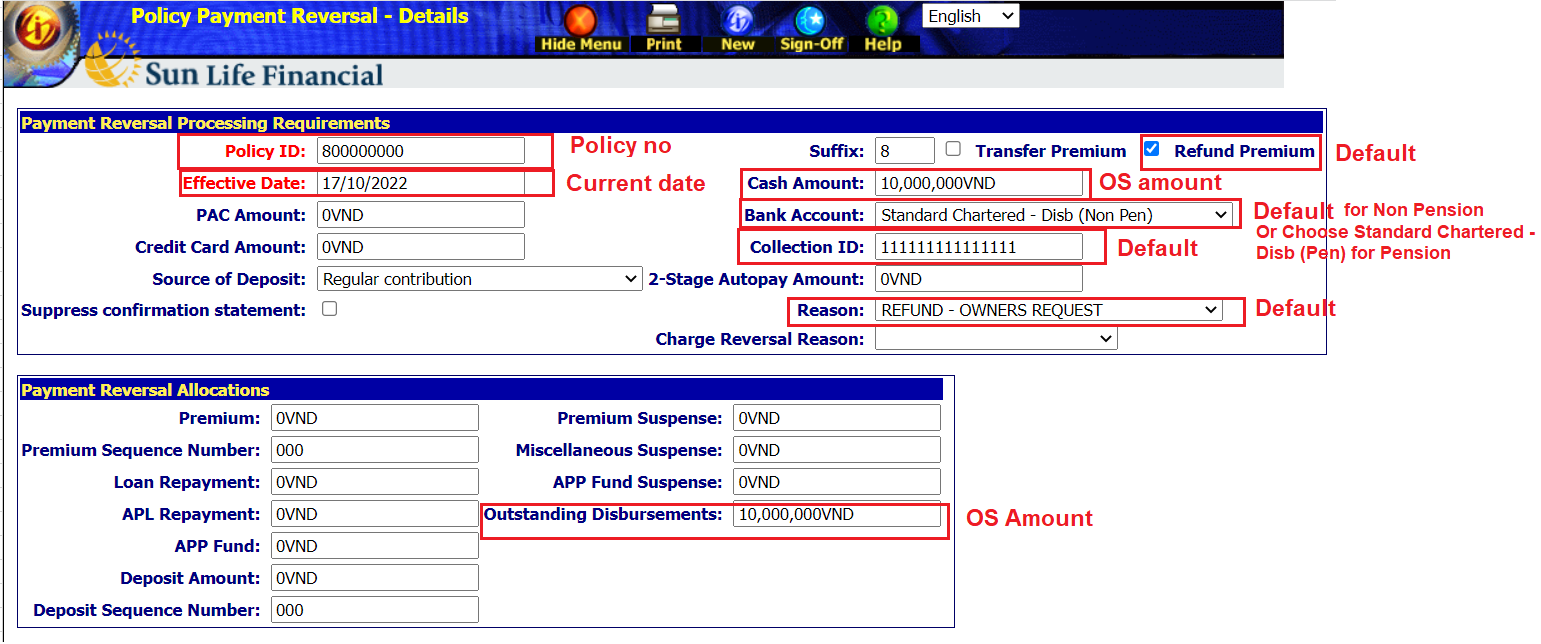 Policy Payment Reversal - Details
Hide Menu Print New Sign-Off Help English
Sun Life Financial
Payment Reversal Processing Requirements
Policy ID: 800000000 Policy no Suffix: 8 Transfer Premium Refund Premium Default
Effective Date: 17/10/2022 Current date Cash Amount: 10,000,000VND OS amount
PAC Amount: 0VND Bank Account: Standard Chartered - Disb (Non Pen) Default for Non Pension
Or Choose Standard Chartered -
Disb (Pen) for Pension
Credit Card Amount: 0VND Collection ID: 111111111111111 Default
Source of Deposit: Regular contribution 2-Stage Autopay Amount: 0VND
Suppress confirmation statement: Reason: REFUND - OWNERS REQUEST Default
Charge Reversal Reason:
Payment Reversal Allocations
Premium: 0VND Premium Suspense: 0VND
Premium Sequence Number: 000 Miscellaneous Suspense: 0VND
Loan Repayment: 0VND APP Fund Suspense: 0VND
APL Repayment: 0VND Outstanding Disbursements: 10,000,000VND OS Amount
APP Fund: 0VND
Deposit Amount: 0VND
Deposit Sequence Number: 000